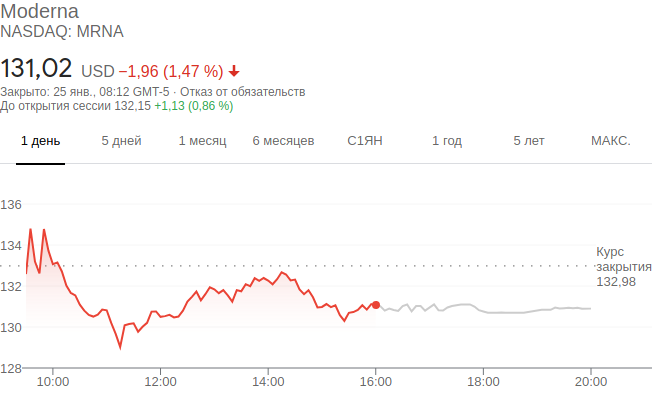 Moderna
NASDAQ: MRNA
131,02 USD −1,96 (1,47 %)
Закрыто: 25 янв., 08:12 GMT-5 · Отказ от обязательств
До открытия сессии 132,15 +1,13 (0,86 %)
1 день 5 дней 1 месяц 6 месяцев С1ЯН 1 год 5 лет МАКС.
136
134
Курс
закрытия
132,98
132
130
128
10:00 12:00 14:00 16:00 18:00 20:00